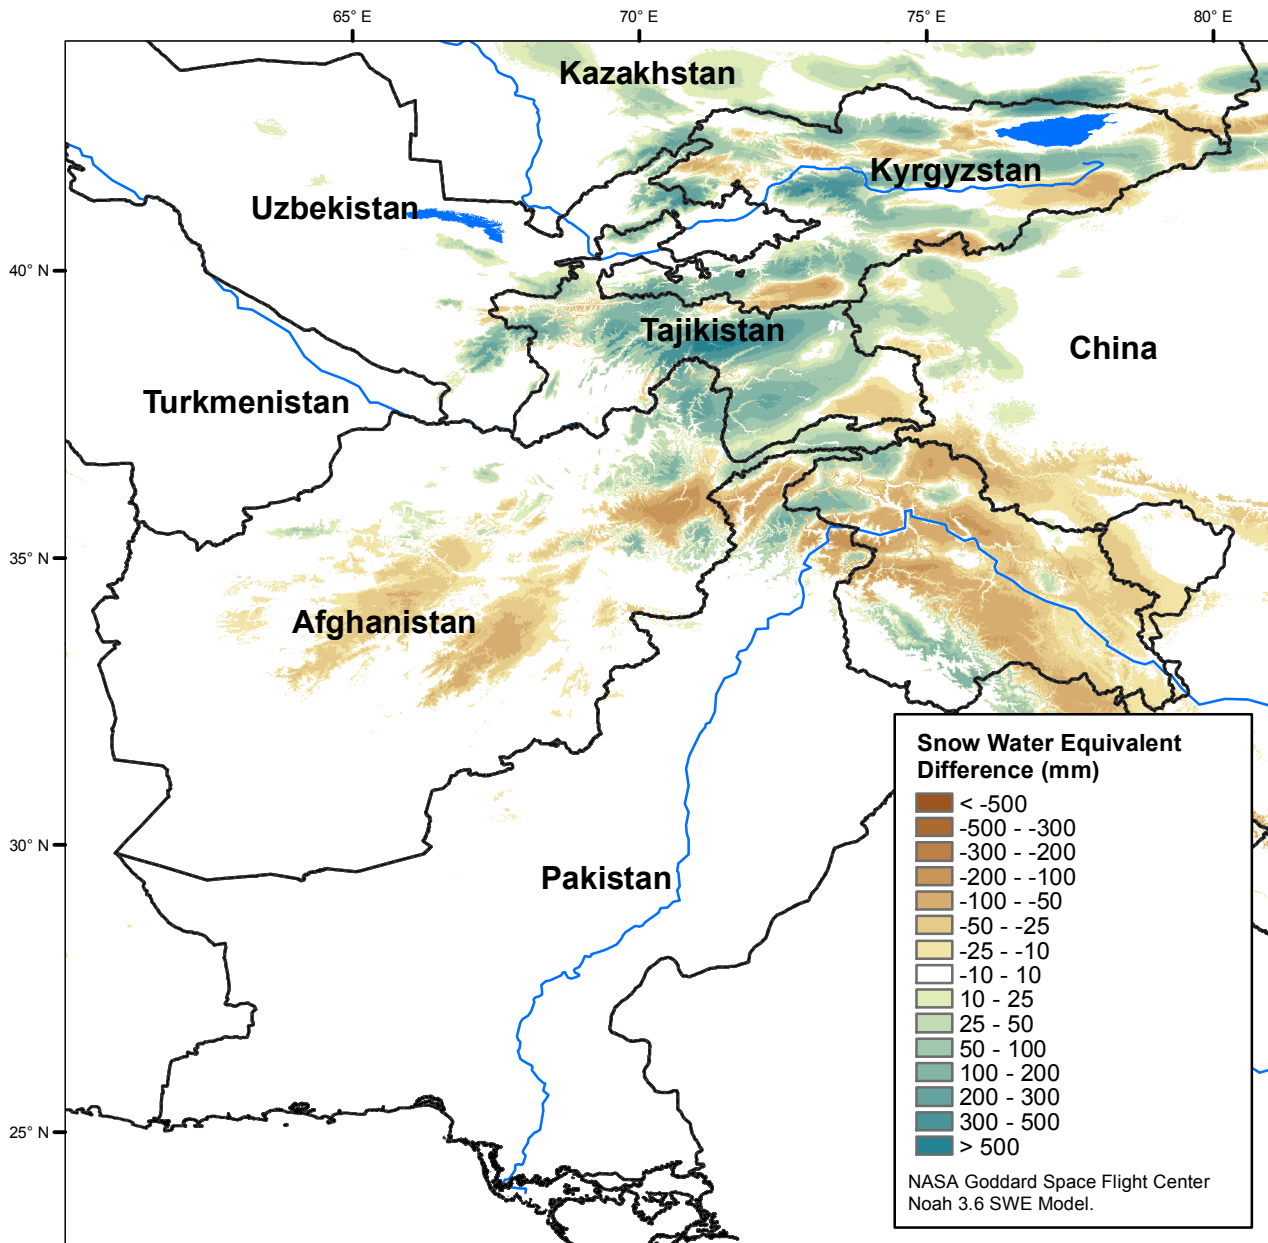 65° E
70° E
75° E
80° E
Kazakhstan
Kyrgyzstan
Uzbekistan
40° N
Tajikistan
China
Turkmenistan
35° N
Afghanistan
30° N
Pakistan
25° N
Snow Water Equivalent
Difference (mm)
< -500
-500 - -300
-300 - -200
-200 - -100
-100 - -50
-50 - -25
-25 - -10
-10 - 10
10 - 25
25 - 50
50 - 100
100 - 200
200 - 300
300 - 500
> 500
NASA Goddard Space Flight Center
Noah 3.6 SWE Model.